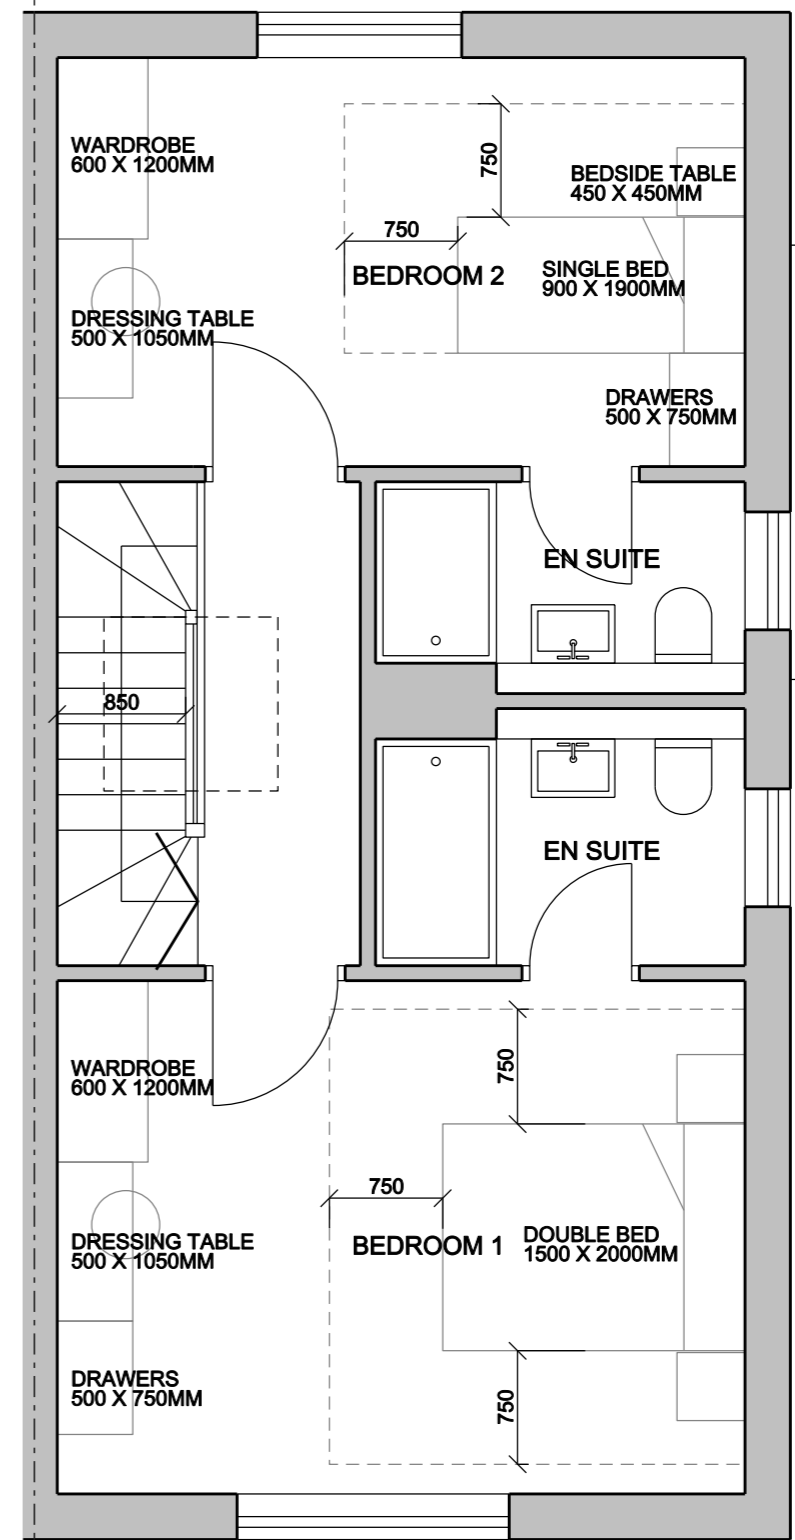 WARDROBE
600 X 1200MM
750
BEDSIDE TABLE
450 X 450MM
750
BEDROOM 2
SINGLE BED
900 X 1900MM
DRESSING TABLE
500 X 1050MM
DRAWERS
500 X 750MM
EN SUITE
850
EN SUITE
WARDROBE
600 X 1200MM
750
750
BEDROOM 1
DOUBLE BED
1500 X 2000MM
DRESSING TABLE
500 X 1050MM
DRAWERS
500 X 750MM
750